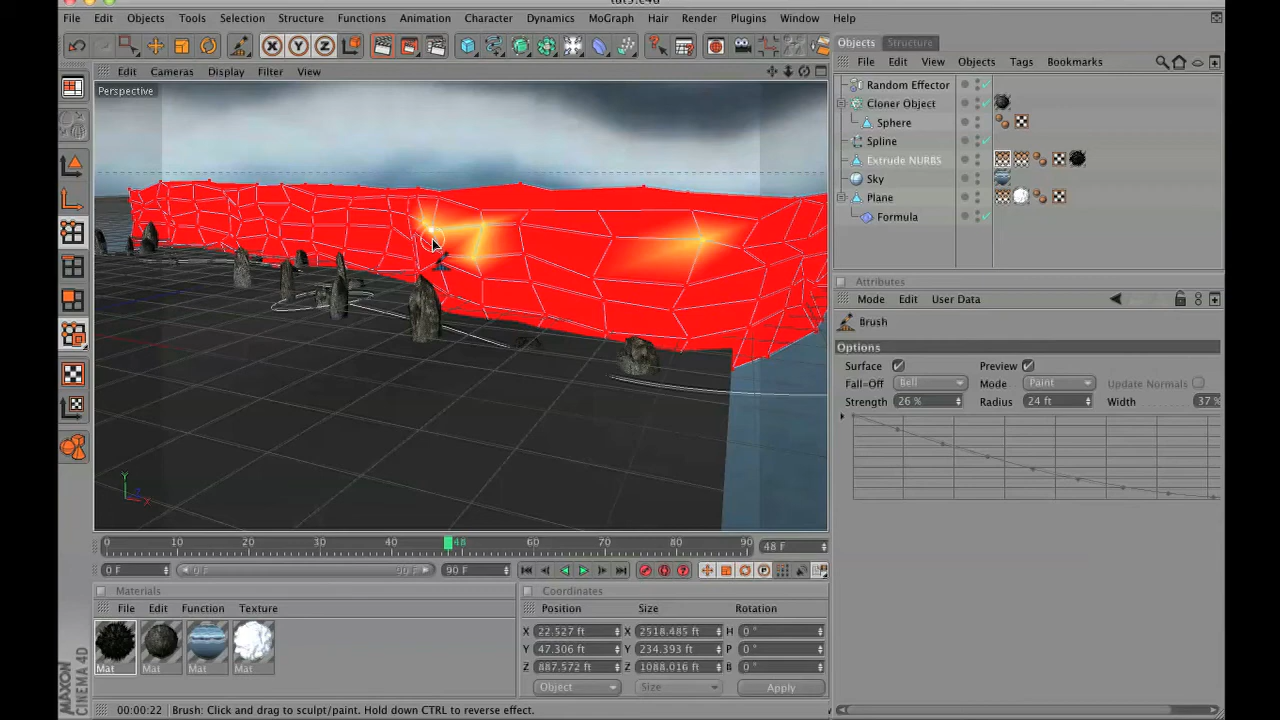 File Edit Objects Tools Selection Structure Functions Animation Character Dynamics MoGraph Hair Render Plugins Window Help
Objects Structure
File Edit View Objects Tags Bookmarks
Edit Cameras Display Filter View
Perspective
Random Effector
Cloner Object
Sphere
Spline
Extrude NURBS
Sky
Plane
Formula
Attributes
Mode Edit User Data
Brush
Options
Surface Preview
Fall=Off Bell Mode Paint Update Normals
Strength 26 % Radius 24 ft Width 37 %
Y
X
0 10 20 30 40 48 60 70 80 90 48 F
0 F 0 F 90 F 90 F
Materials
File Edit Function Texture
Mat Mat Mat Mat
Coordinates
Position Size Rotation
X 22.527 ft X 2518.485 ft H 0 °
Y 47.306 ft Y 234.393 ft P 0 °
Z 887.572 ft Z 1088.016 ft B 0 °
Object Size Apply
MAXON
CINEMA 4D
00:00:22 Brush: Click and drag to sculpt/paint. Hold down CTRL to reverse effect.